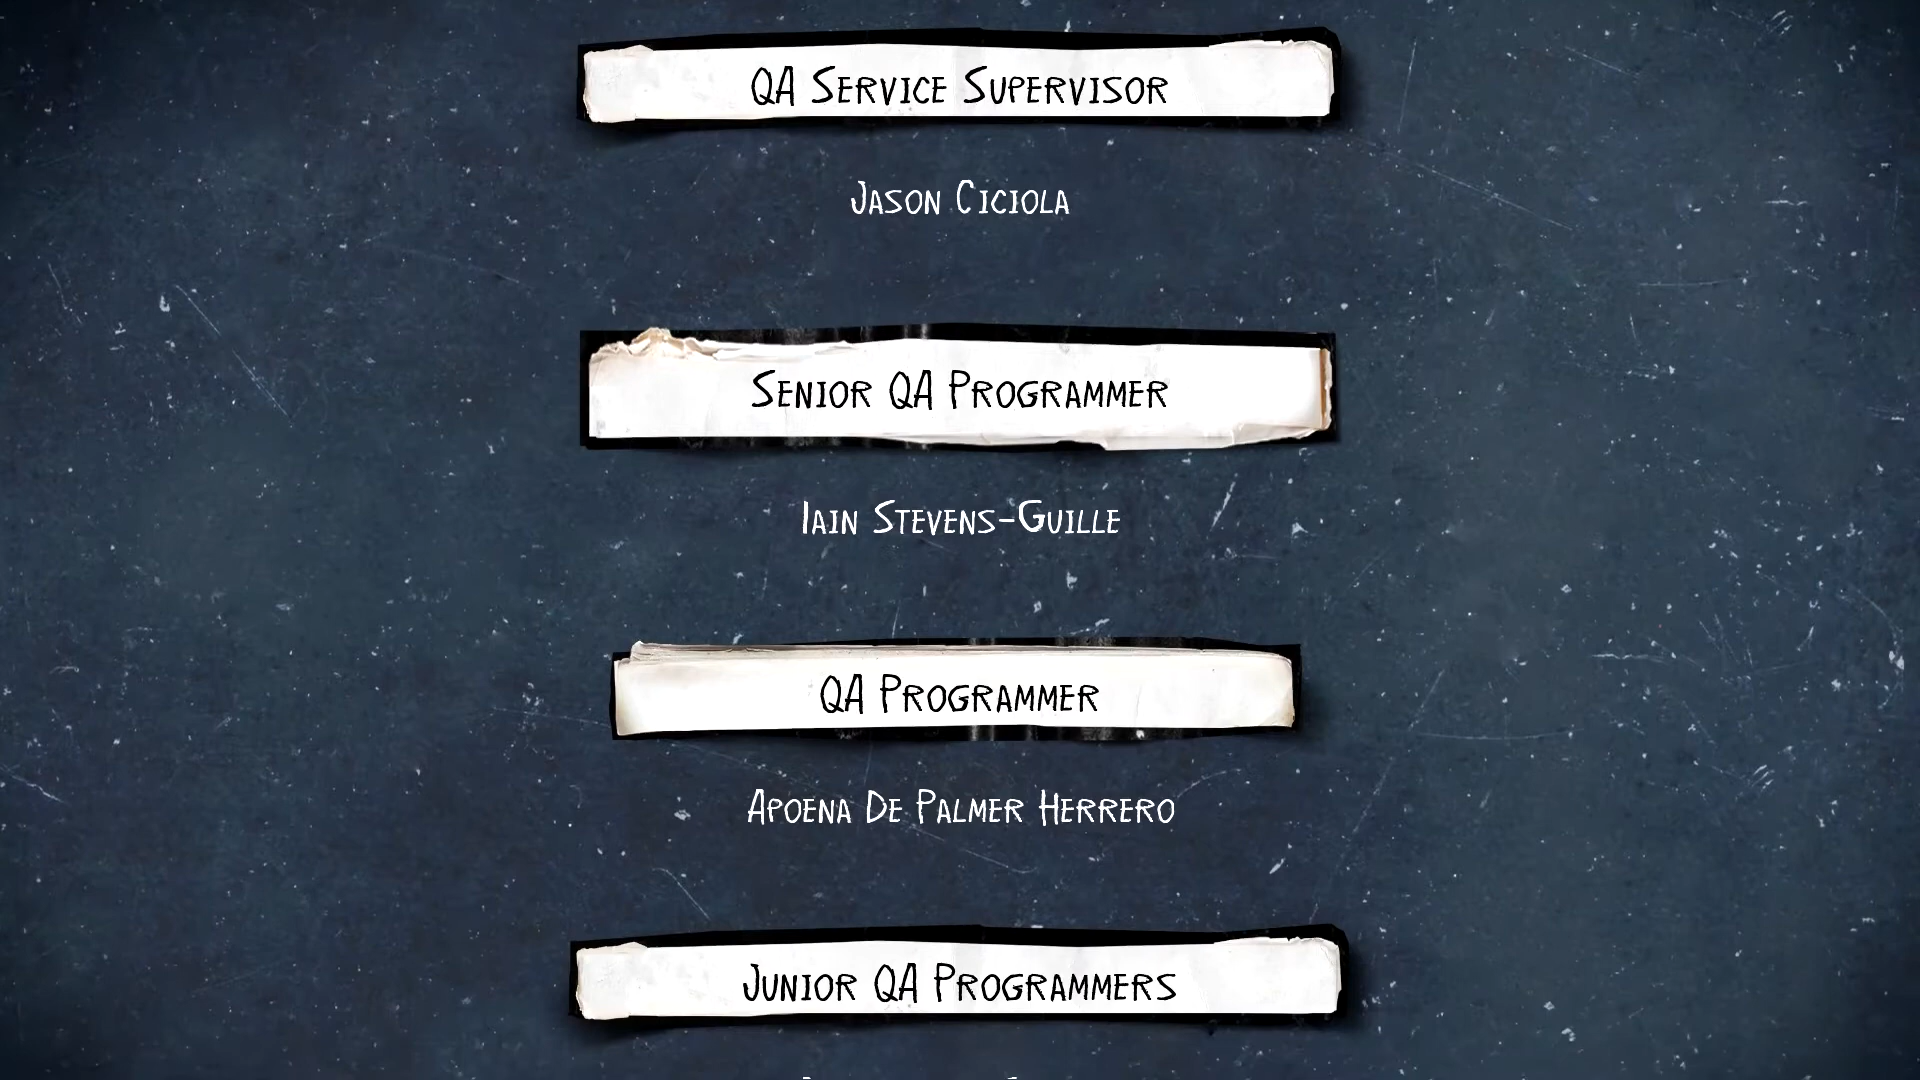 QA Service Supervisor
Jason Ciciola
Senior QA Programmer
Iain Stevens-Guille
QA Programmer
Apoena De Palmer Herrero
Junior QA Programmers